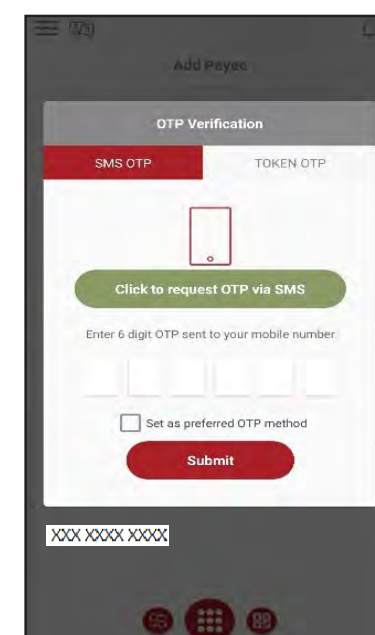 Add Payee
OTP Verification
SMS OTP TOKEN OTP
Click to request OTP via SMS
Enter 6 digit OTP sent to your mobile number
Set as preferred OTP method
Submit
XXX XXXX XXXX